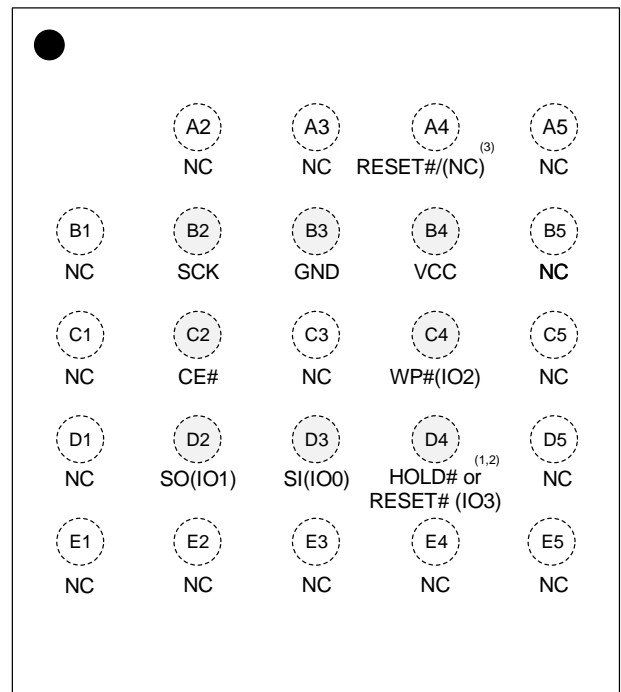 A2 A3 A4 A5
(3)
NC NC RESET#/(NC) NC
B1 B2 B3 B4 B5
NC SCK GND VCC NC
C1 C2 C3 C4 C5
NC CE# NC WP#(IO2) NC
D1 D2 D3 D4 D5
(1,2)
NC SO(IO1) SI(IO0) HOLD# or NC
RESET# (IO3)
E1 E2 E3 E4 E5
NC NC NC NC NC